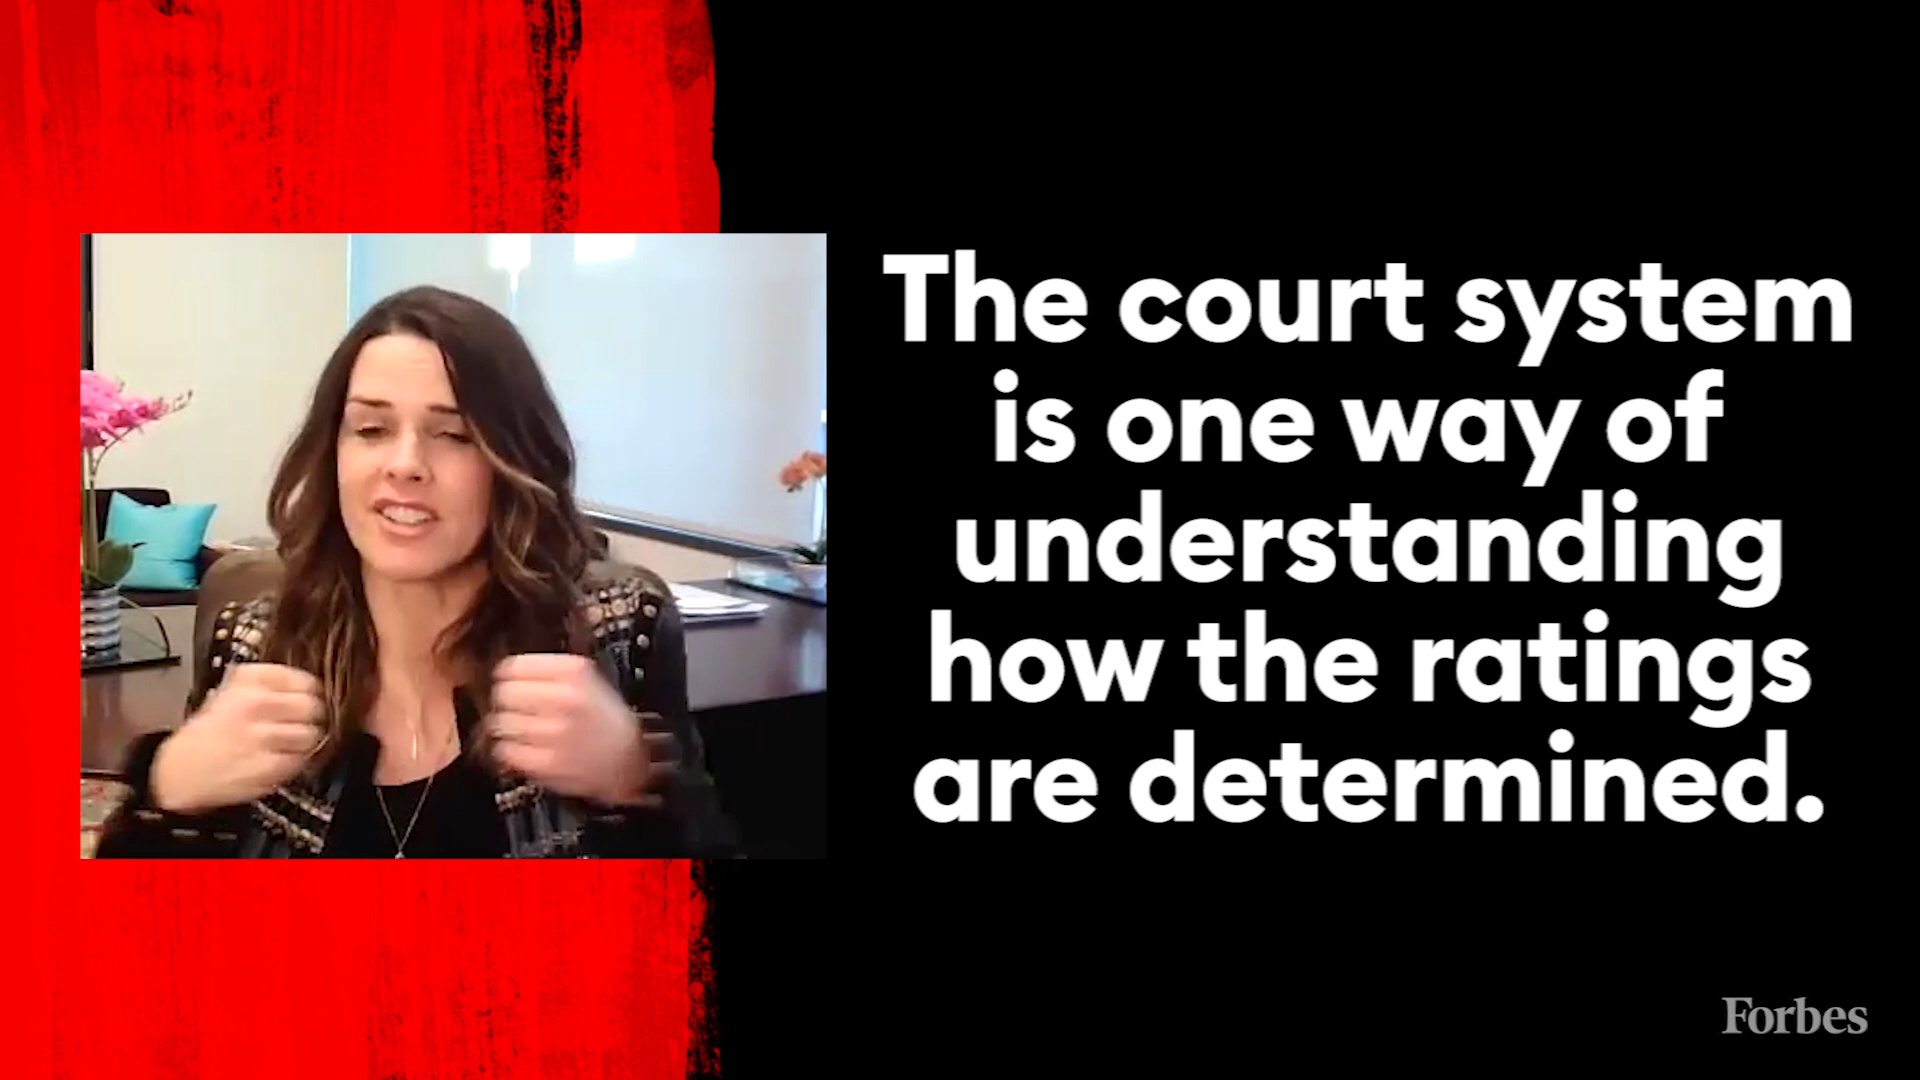 The court system
is one way of
understanding
how the ratings
are determined.
Forbes